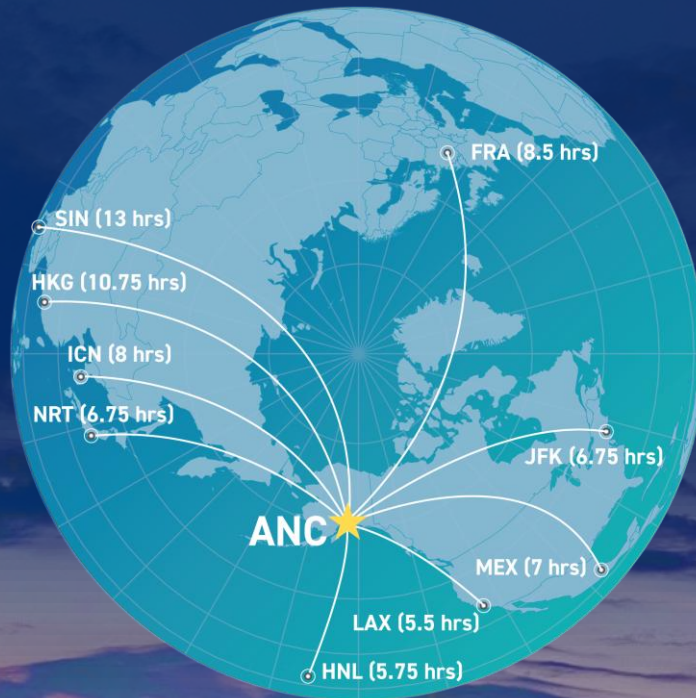 FRA (8.5 hrs)
SIN (13 hrs)
HKG (10.75 hrs)
ICN (8 hrs)
NRT (6.75 hrs)
JFK (6.75 hrs)
ANC
MEX (7 hrs)
LAX (5.5 hrs)
HNL (5.75 hrs)